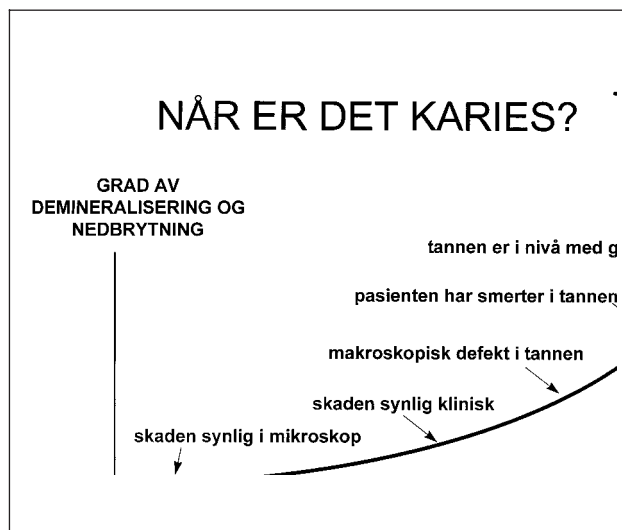 NÅR ER DET KARIES?
GRAD AV
DEMINERALISERING OG
NEDBRYTNING
tannen er i nivå med g
pasienten har smerter i tannen
makroskopisk defekt i tannen
skaden synlig klinisk
skaden synlig i mikroskop